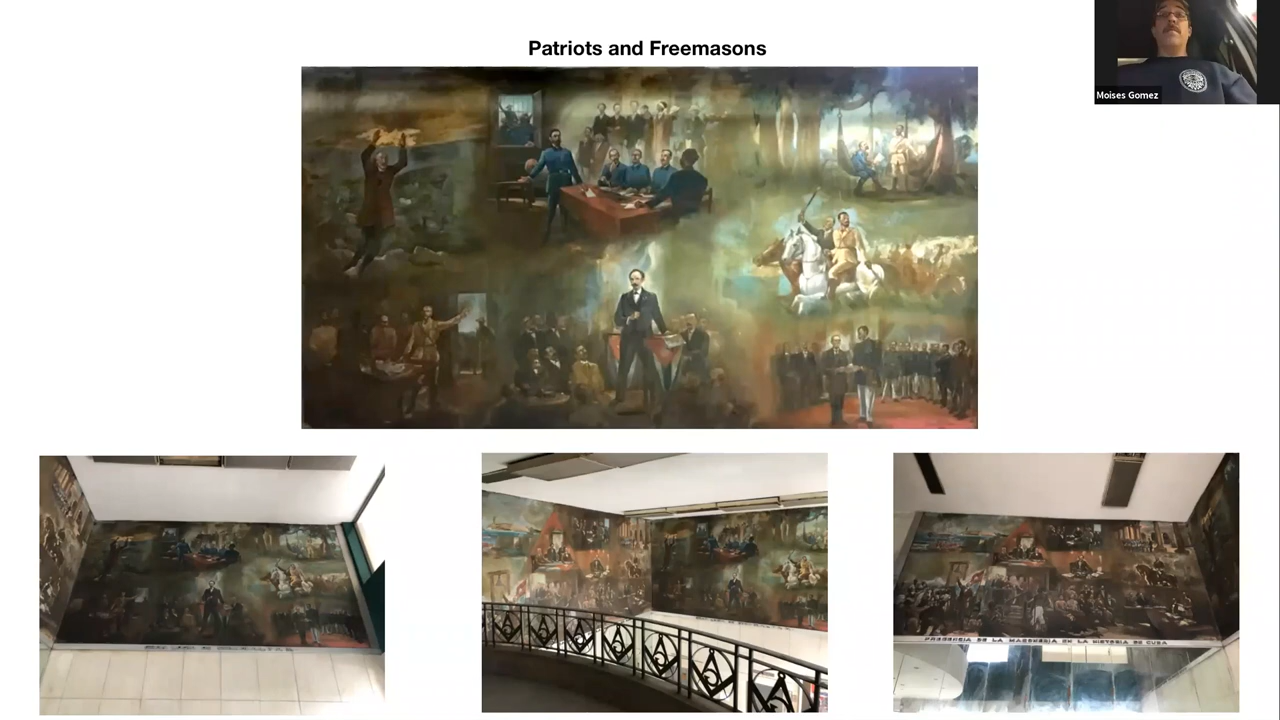 Patriots and Freemasons
Moises Gomez
PRESENCIA DE LA MASONERIA EN LA HISTORIA DE CUBA